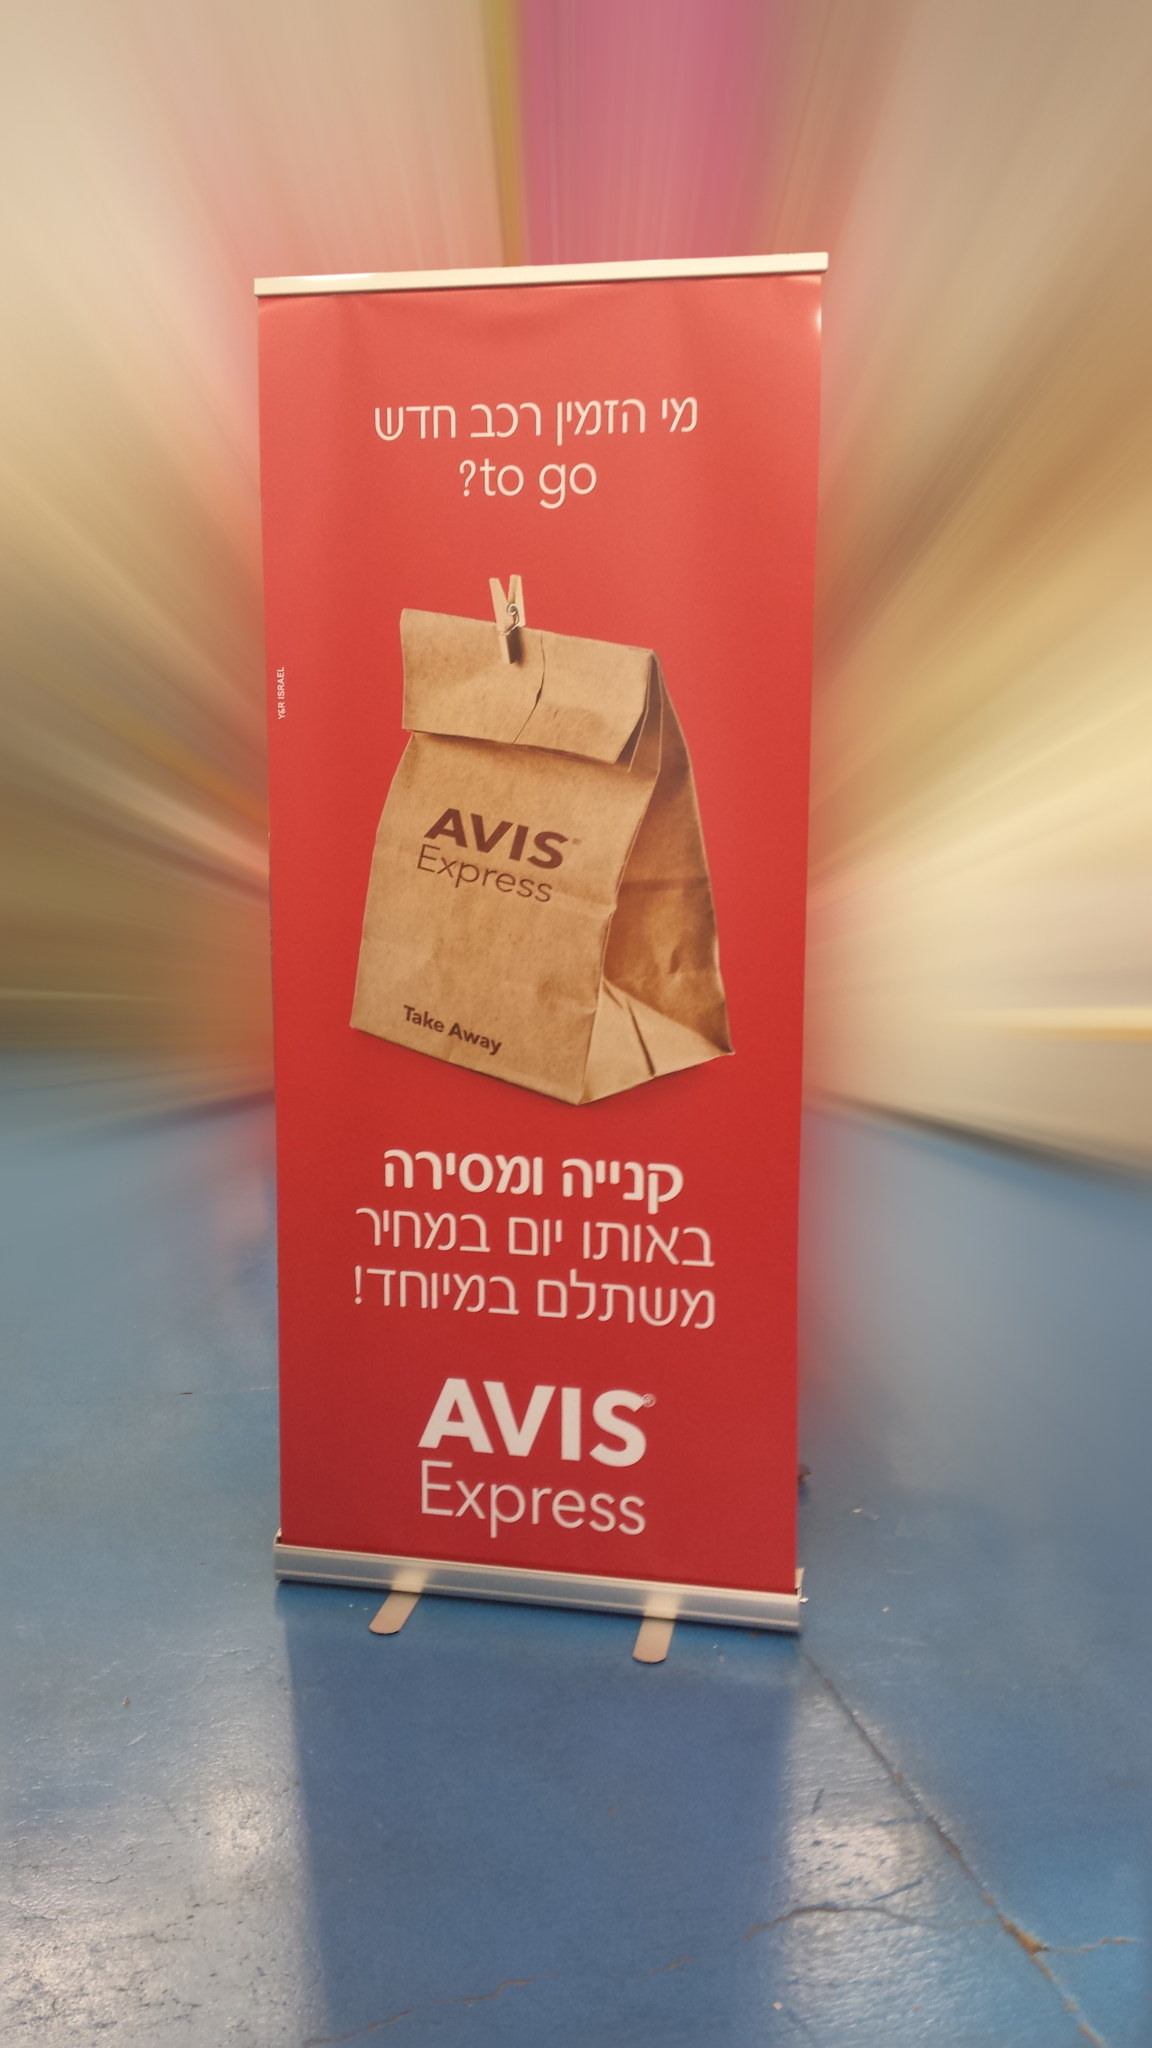 מי הזמין רכב חדש
to go?
Y&R ISRAEL
AVIS
Express
Take Away
קנייה ומסירה
באותו יום במחיר
משתלם במיוחד!
AVIS®
Express